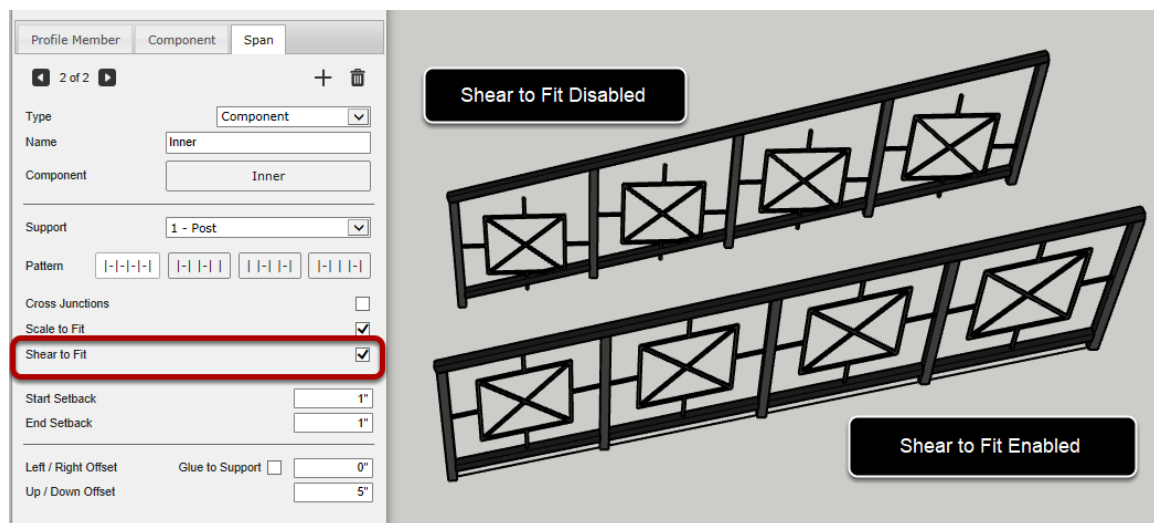 Profile Member Component Span
2 of 2
Type Component
Name Inner
Component Inner
Support 1 - Post
Pattern |-|-|-|-| |-| |-| | | |-| |-| |-| | |-|
Cross Junctions
Scale to Fit
Shear to Fit
Start Setback 1"
End Setback 1"
Left / Right Offset Glue to Support 0"
Up / Down Offset 5"
Shear to Fit Disabled
Shear to Fit Enabled